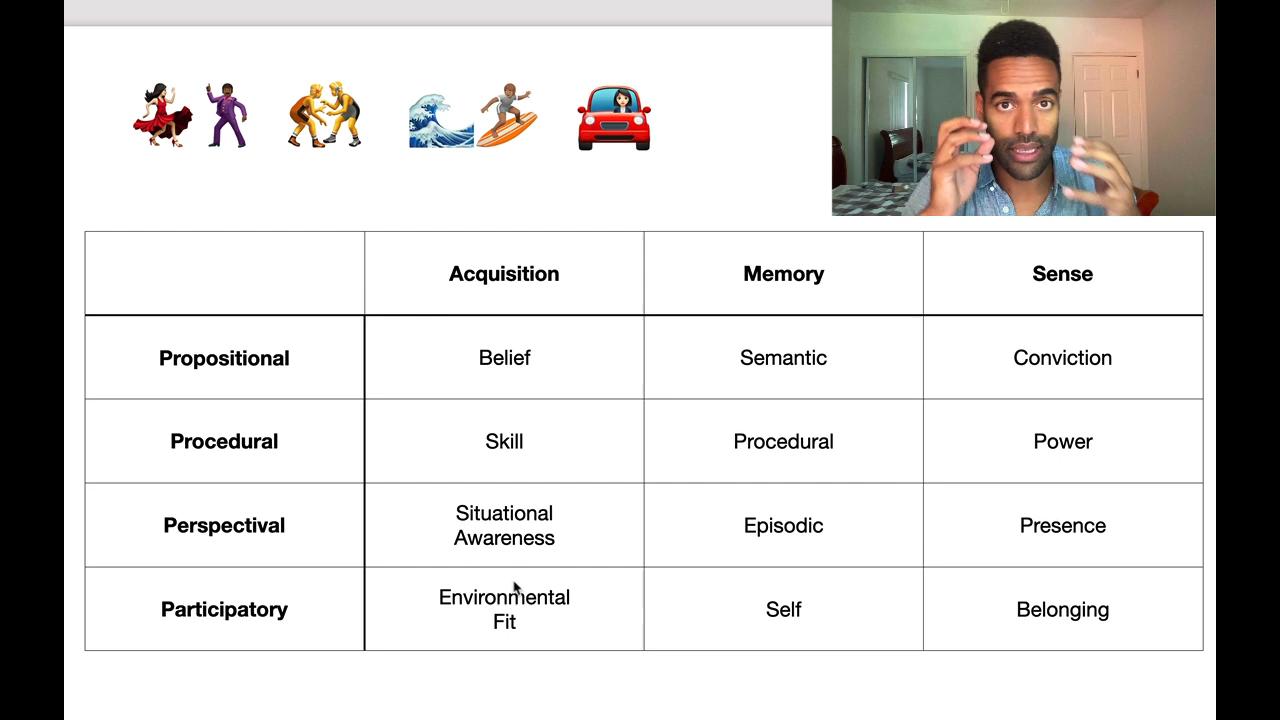 Acquisition Memory Sense
Propositional Belief Semantic Conviction
Procedural Skill Procedural Power
Perspectival Situational Awareness Episodic Presence
Participatory Environmental Fit Self Belonging